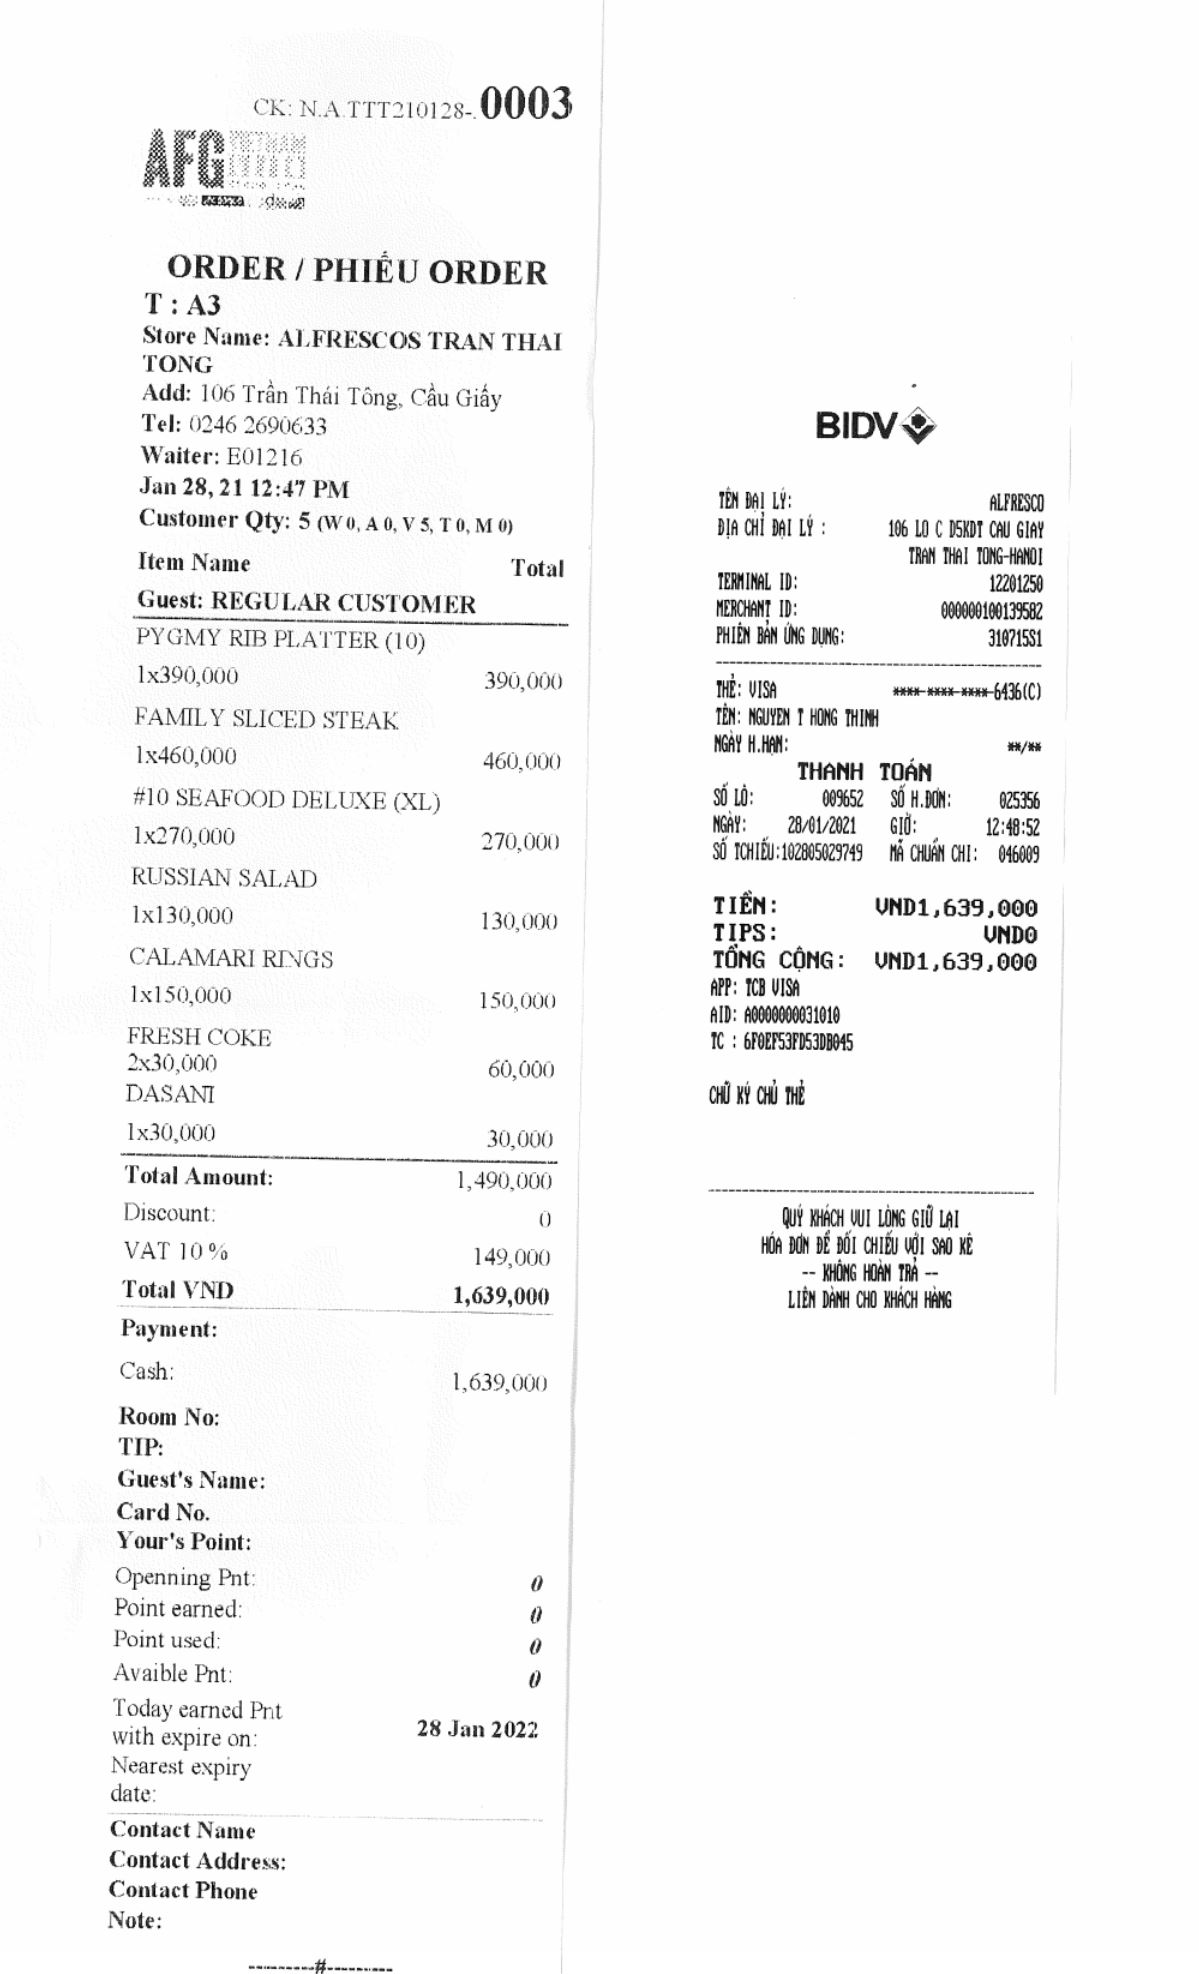 CK: N.A.TTT210128-.0003
AFG VIETNAM
ORDER / PHIẾU ORDER
T : A3
Store Name: ALFRESCOS TRAN THAI
TONG
Add: 106 Trần Thái Tông, Cầu Giấy
Tel: 0246 2690633
Waiter: E01216
Jan 28, 21 12:47 PM
Customer Qty: 5 (W 0, A 0, V 5, T 0, M 0)
Item Name Total
Guest: REGULAR CUSTOMER
PYGMY RIB PLATTER (10)
1x390,000 390,000
FAMILY SLICED STEAK
1x460,000 460,000
#10 SEAFOOD DELUXE (XL)
1x270,000 270,000
RUSSIAN SALAD
1x130,000 130,000
CALAMARI RINGS
1x150,000 150,000
FRESH COKE
2x30,000 60,000
DASANI
1x30,000 30,000
Total Amount: 1,490,000
Discount: 0
VAT 10 % 149,000
Total VND 1,639,000
Payment:
Cash: 1,639,000
Room No:
TIP:
Guest's Name:
Card No.
Your's Point:
Openning Pnt: 0
Point earned: 0
Point used: 0
Avaible Pnt: 0
Today earned Pnt
with expire on: 28 Jan 2022
Nearest expiry
date:
Contact Name
Contact Address:
Contact Phone
Note:
---------#---------
BIDV
TÊN ĐẠI LÝ: ALFRESCO
ĐỊA CHỈ ĐẠI LÝ : 106 LO C D5KDT CAU GIAY
TRAN THAI TONG-HANOI
TERMINAL ID: 12201250
MERCHANT ID: 000000100139582
PHIÊN BẢN ỨNG DỤNG: 310715S1
THẺ: VISA ****-****-****-6436(C)
TÊN: NGUYEN T HONG THINH
NGÀY H.HẠN: **/**
THANH TOÁN
SỐ LÔ: 009652 SỐ H.ĐƠN: 025356
NGÀY: 28/01/2021 GIỜ: 12:48:52
SỐ TCHIẾU:102805029749 MÃ CHUẨN CHI: 046009
TIỀN: VND1,639,000
TIPS: VND0
TỔNG CỘNG: VND1,639,000
APP: TCB VISA
AID: A0000000031010
TC : 6F0EF53FD53DB045
CHỮ KÝ CHỦ THẺ
QUÝ KHÁCH VUI LÒNG GIỮ LẠI
HÓA ĐƠN ĐỂ ĐỐI CHIẾU VỚI SAO KÊ
-- KHÔNG HOÀN TRẢ --
LIÊN DÀNH CHO KHÁCH HÀNG